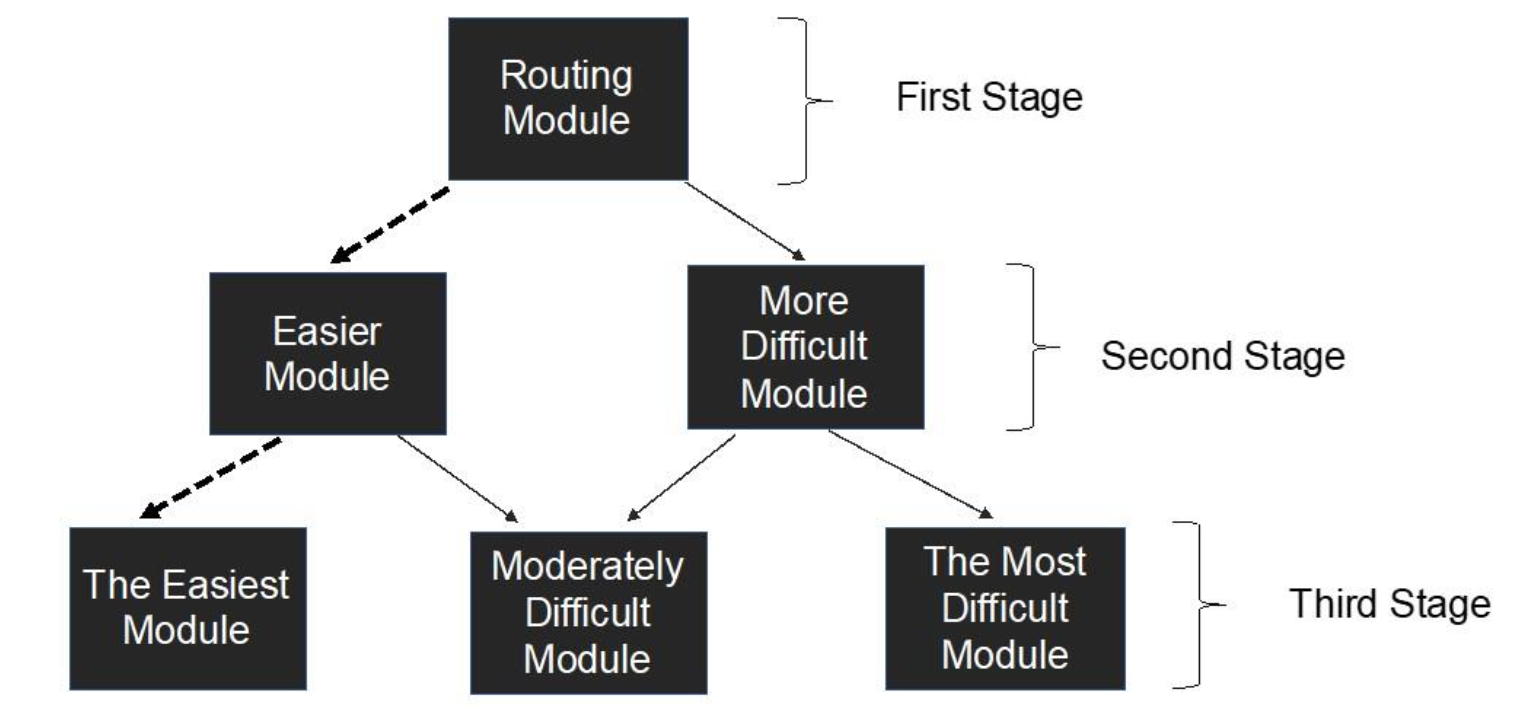 Routing
Module
First Stage
Easier
Module
More
Difficult
Module
Second Stage
The Easiest
Module
Moderately
Difficult
Module
The Most
Difficult
Module
Third Stage